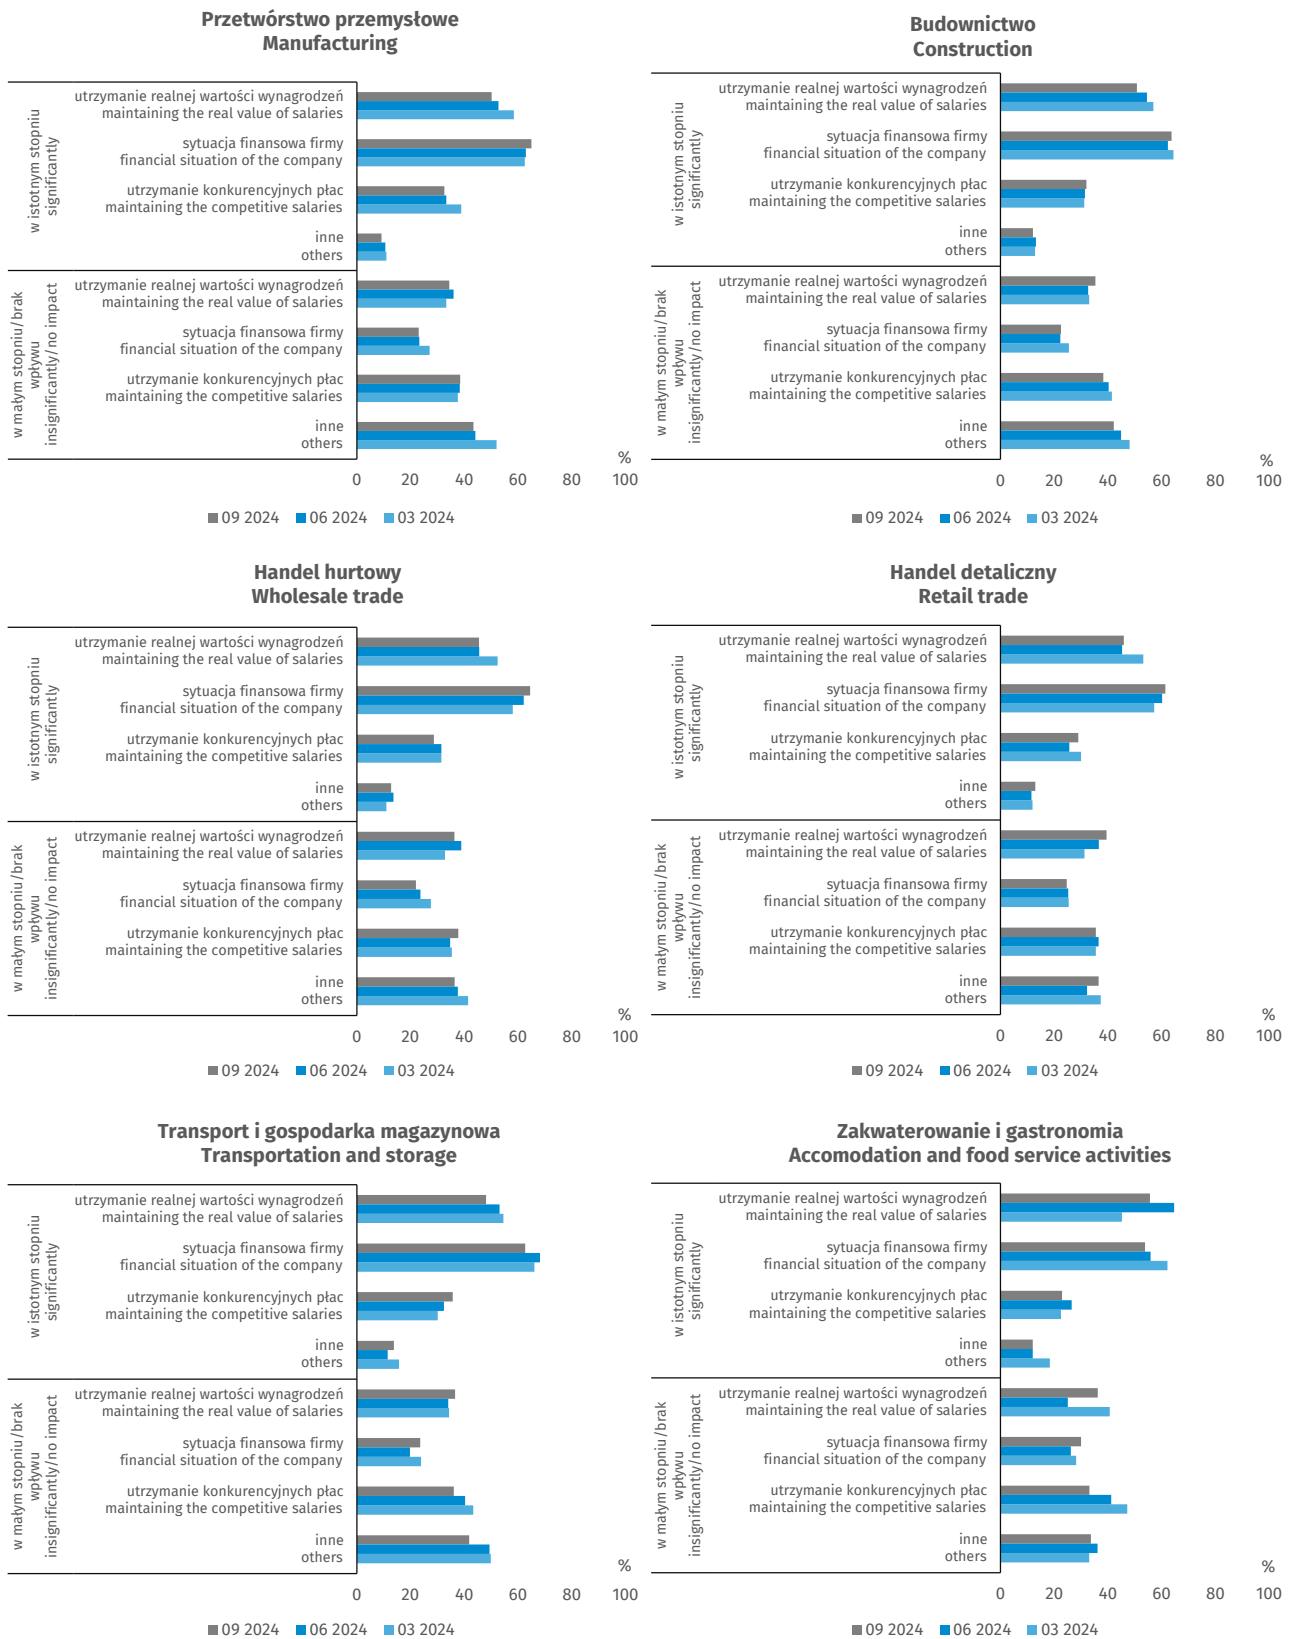 Przetwórstwo przemysłowe
Manufacturing
w istotnym stopniu
significantly
utrzymanie realnej wartości wynagrodzeń
maintaining the real value of salaries
sytuacja finansowa firmy
financial situation of the company
utrzymanie konkurencyjnych płac
maintaining the competitive salaries
inne
others
w małym stopniu/brak
wpływu
insignificantly/no impact
utrzymanie realnej wartości wynagrodzeń
maintaining the real value of salaries
sytuacja finansowa firmy
financial situation of the company
utrzymanie konkurencyjnych płac
maintaining the competitive salaries
inne
others
%
0 20 40 60 80 100
09 2024 06 2024 03 2024
Budownictwo
Construction
w istotnym stopniu
significantly
utrzymanie realnej wartości wynagrodzeń
maintaining the real value of salaries
sytuacja finansowa firmy
financial situation of the company
utrzymanie konkurencyjnych płac
maintaining the competitive salaries
inne
others
w małym stopniu/brak
wpływu
insignificantly/no impact
utrzymanie realnej wartości wynagrodzeń
maintaining the real value of salaries
sytuacja finansowa firmy
financial situation of the company
utrzymanie konkurencyjnych płac
maintaining the competitive salaries
inne
others
%
0 20 40 60 80 100
09 2024 06 2024 03 2024
Handel hurtowy
Wholesale trade
w istotnym stopniu
significantly
utrzymanie realnej wartości wynagrodzeń
maintaining the real value of salaries
sytuacja finansowa firmy
financial situation of the company
utrzymanie konkurencyjnych płac
maintaining the competitive salaries
inne
others
w małym stopniu/brak
wpływu
insignificantly/no impact
utrzymanie realnej wartości wynagrodzeń
maintaining the real value of salaries
sytuacja finansowa firmy
financial situation of the company
utrzymanie konkurencyjnych płac
maintaining the competitive salaries
inne
others
%
0 20 40 60 80 100
09 2024 06 2024 03 2024
Handel detaliczny
Retail trade
w istotnym stopniu
significantly
utrzymanie realnej wartości wynagrodzeń
maintaining the real value of salaries
sytuacja finansowa firmy
financial situation of the company
utrzymanie konkurencyjnych płac
maintaining the competitive salaries
inne
others
w małym stopniu/brak
wpływu
insignificantly/no impact
utrzymanie realnej wartości wynagrodzeń
maintaining the real value of salaries
sytuacja finansowa firmy
financial situation of the company
utrzymanie konkurencyjnych płac
maintaining the competitive salaries
inne
others
%
0 20 40 60 80 100
09 2024 06 2024 03 2024
Transport i gospodarka magazynowa
Transportation and storage
w istotnym stopniu
significantly
utrzymanie realnej wartości wynagrodzeń
maintaining the real value of salaries
sytuacja finansowa firmy
financial situation of the company
utrzymanie konkurencyjnych płac
maintaining the competitive salaries
inne
others
w małym stopniu/brak
wpływu
insignificantly/no impact
utrzymanie realnej wartości wynagrodzeń
maintaining the real value of salaries
sytuacja finansowa firmy
financial situation of the company
utrzymanie konkurencyjnych płac
maintaining the competitive salaries
inne
others
%
0 20 40 60 80 100
09 2024 06 2024 03 2024
Zakwaterowanie i gastronomia
Accomodation and food service activities
w istotnym stopniu
significantly
utrzymanie realnej wartości wynagrodzeń
maintaining the real value of salaries
sytuacja finansowa firmy
financial situation of the company
utrzymanie konkurencyjnych płac
maintaining the competitive salaries
inne
others
w małym stopniu/brak
wpływu
insignificantly/no impact
utrzymanie realnej wartości wynagrodzeń
maintaining the real value of salaries
sytuacja finansowa firmy
financial situation of the company
utrzymanie konkurencyjnych płac
maintaining the competitive salaries
inne
others
%
0 20 40 60 80 100
09 2024 06 2024 03 2024